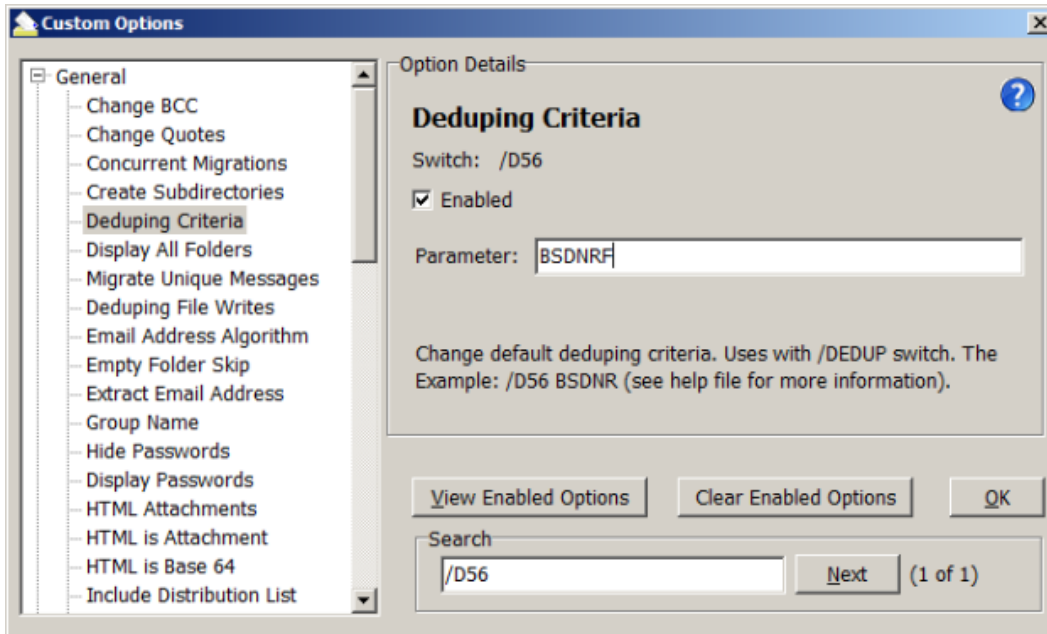 Custom Options
General
Change BCC
Change Quotes
Concurrent Migrations
Create Subdirectories
Deduping Criteria
Display All Folders
Migrate Unique Messages
Deduping File Writes
Email Address Algorithm
Empty Folder Skip
Extract Email Address
Group Name
Hide Passwords
Display Passwords
HTML Attachments
HTML is Attachment
HTML is Base 64
Include Distribution List
Option Details
Deduping Criteria
Switch: /D56
Enabled
Parameter: BSDNRF
Change default deduping criteria. Uses with /DEDUP switch. The
Example: /D56 BSDNR (see help file for more information).
View Enabled Options Clear Enabled Options OK
Search
/D56 Next (1 of 1)